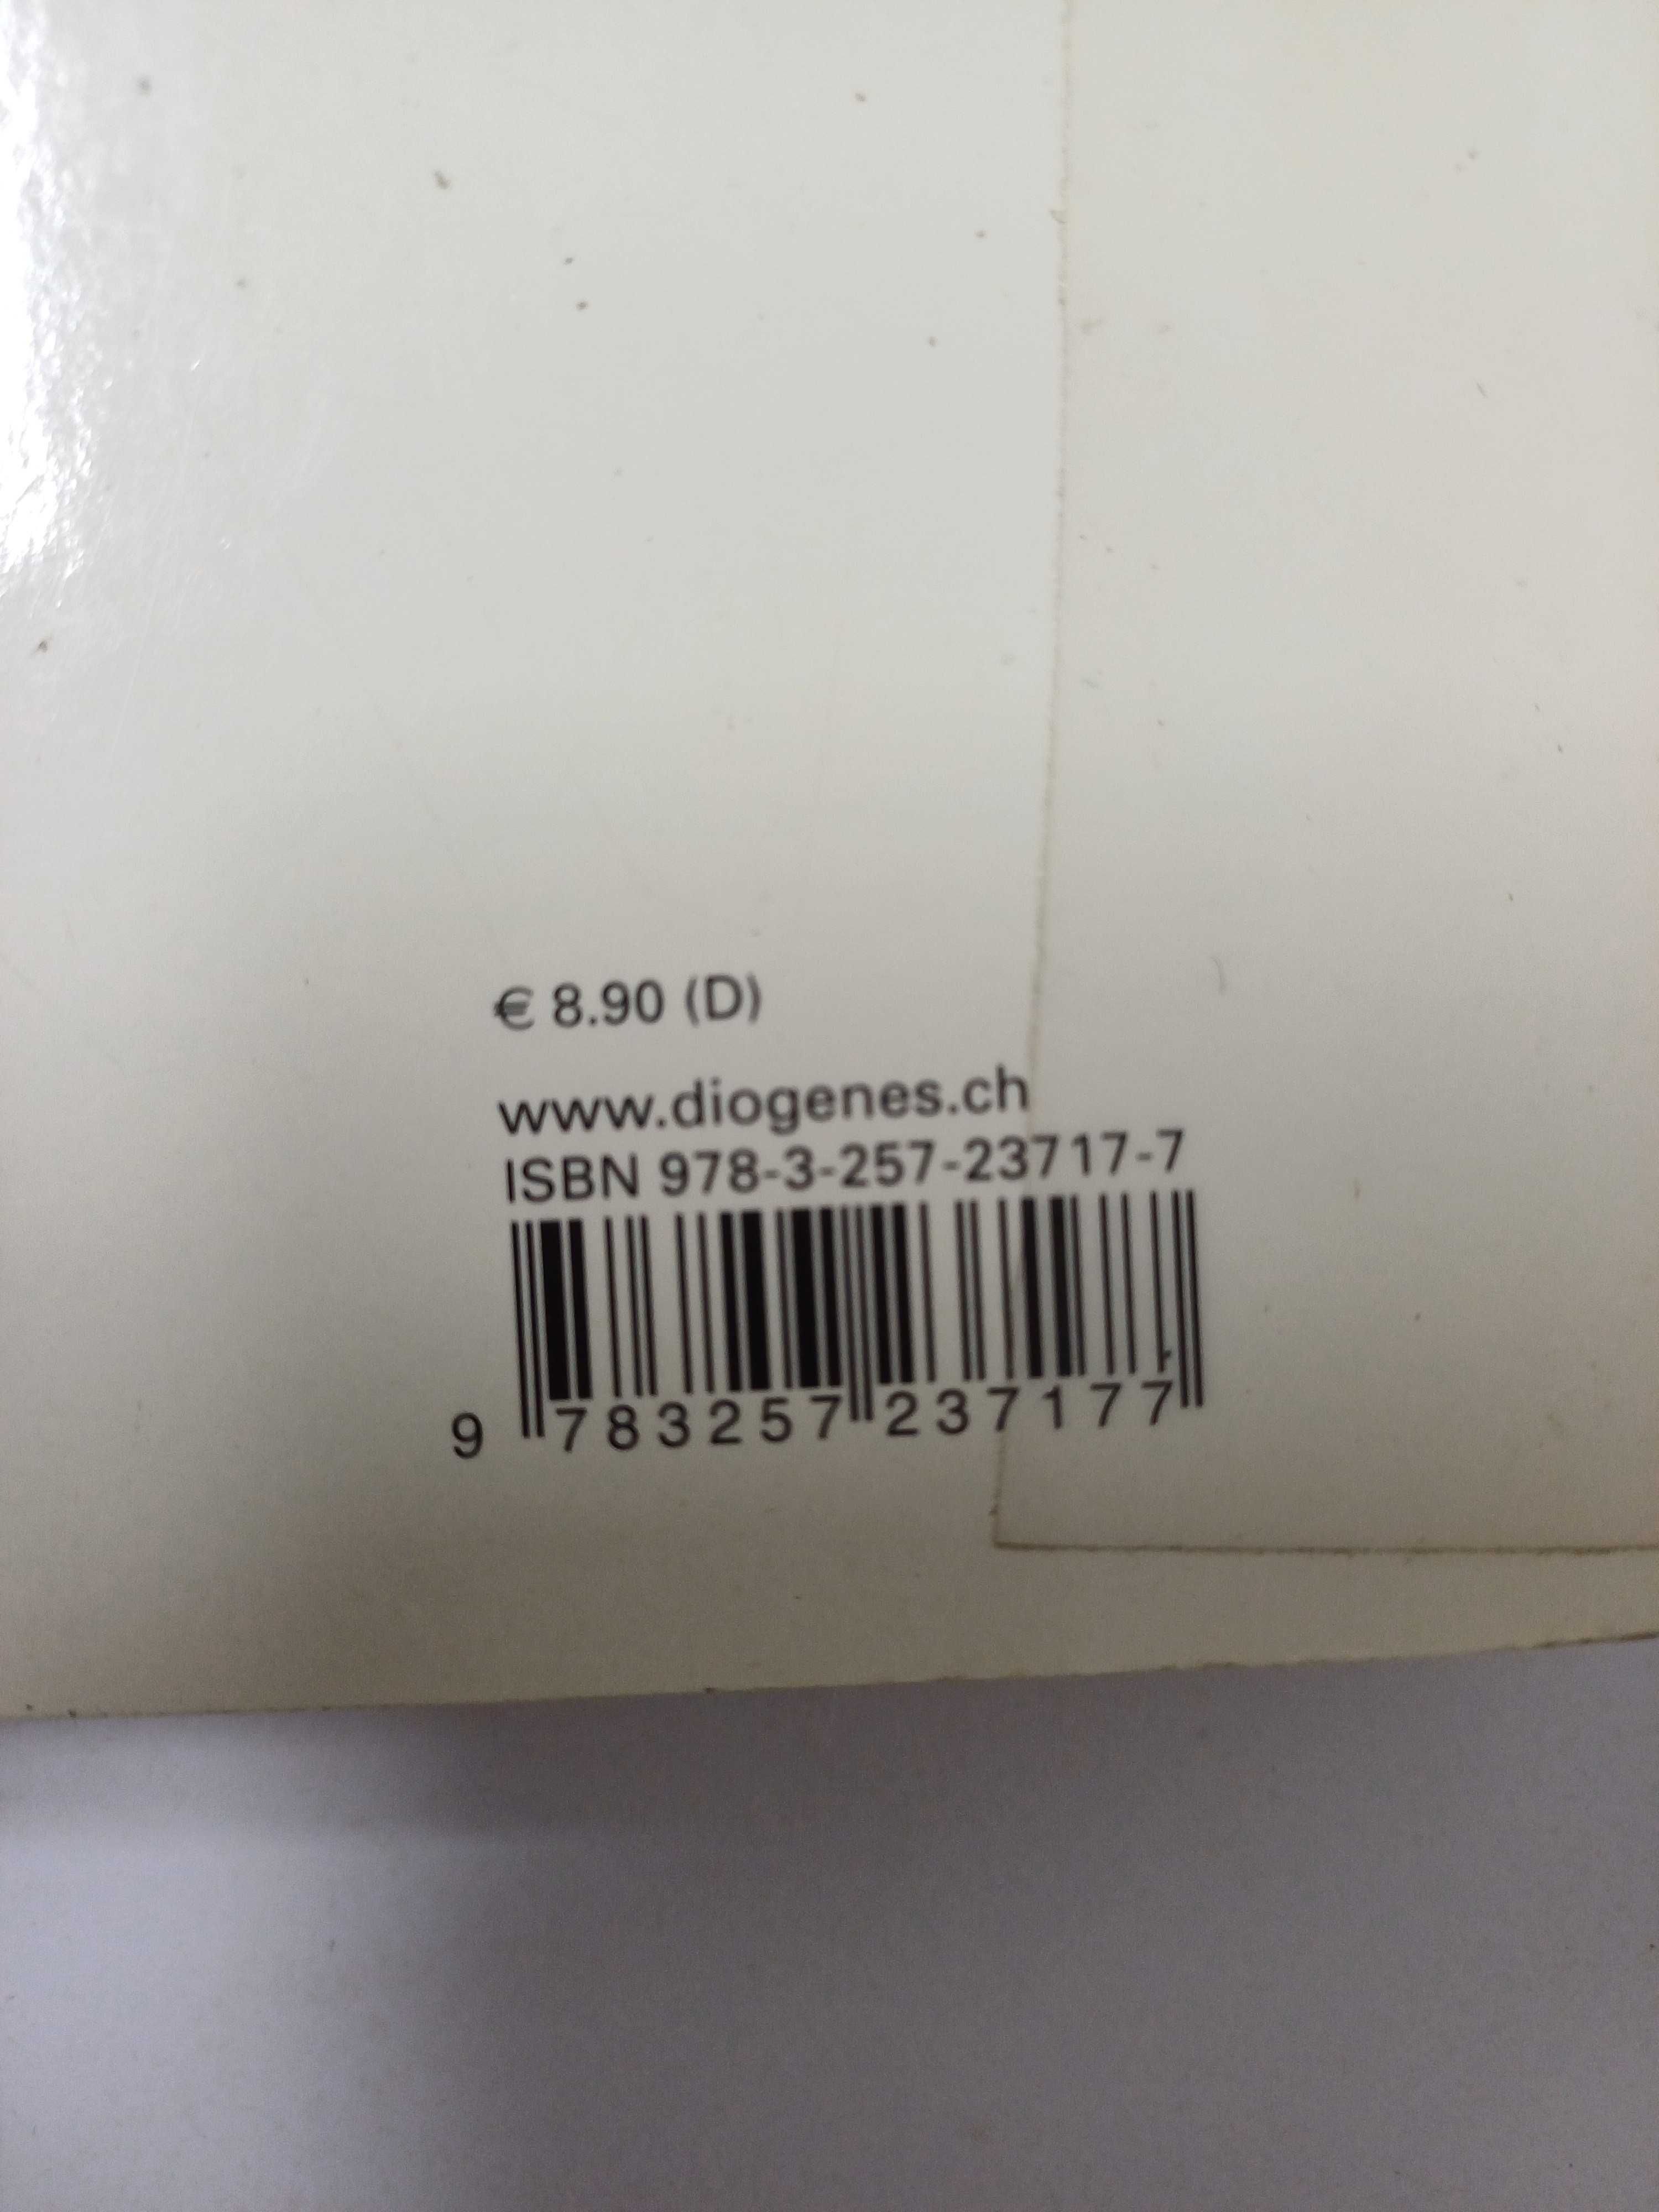 € 8.90 (D)
www.diogenes.ch
ISBN 978-3-257-23717-7
9 783257 237177